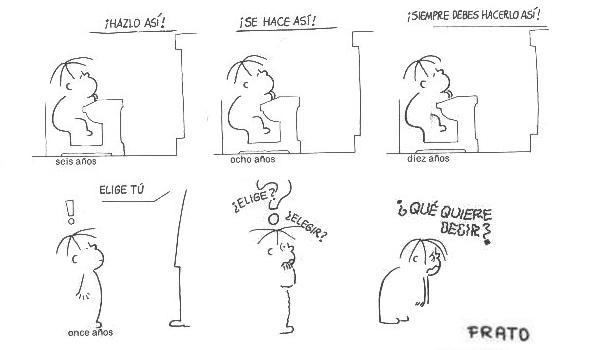 ¡HAZLO ASÍ!
¡SE HACE ASÍ!
¡SIEMPRE DEBES HACERLO ASÍ!
seis años
ocho años
diez años
ELIGE TÚ
!
once años
?
¿ELIGE?
¿ELEGIR?
¿QUÉ QUIERE
DECIR?
FRATO